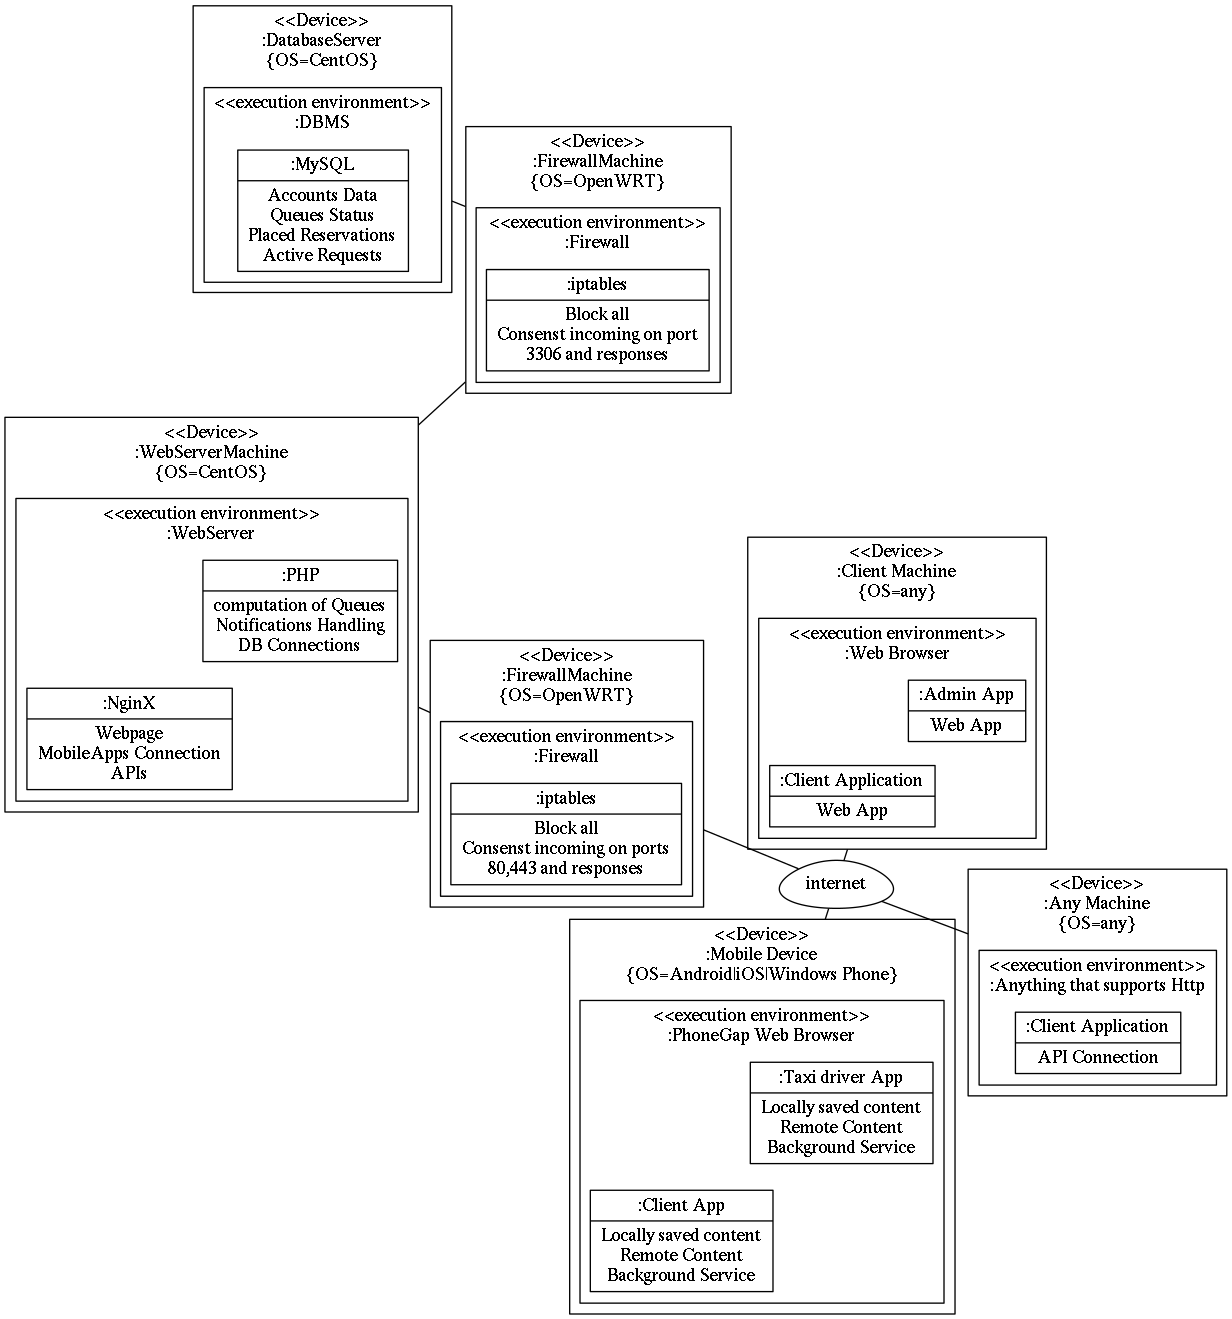 <<Device>>
:DatabaseServer
{OS=CentOS}
<<execution environment>>
:DBMS
:MySQL
Accounts Data
Queues Status
Placed Reservations
Active Requests
<<Device>>
:FirewallMachine
{OS=OpenWRT}
<<execution environment>>
:Firewall
:iptables
Block all
Consenst incoming on port
3306 and responses
<<Device>>
:WebServerMachine
{OS=CentOS}
<<execution environment>>
:WebServer
:PHP
computation of Queues
Notifications Handling
DB Connections
:NginX
Webpage
MobileApps Connection
APIs
<<Device>>
:FirewallMachine
{OS=OpenWRT}
<<execution environment>>
:Firewall
:iptables
Block all
Consenst incoming on ports
80,443 and responses
<<Device>>
:Client Machine
{OS=any}
<<execution environment>>
:Web Browser
:Admin App
Web App
:Client Application
Web App
internet
<<Device>>
:Any Machine
{OS=any}
<<execution environment>>
:Anything that supports Http
:Client Application
API Connection
<<Device>>
:Mobile Device
{OS=Android|iOS|Windows Phone}
<<execution environment>>
:PhoneGap Web Browser
:Taxi driver App
Locally saved content
Remote Content
Background Service
:Client App
Locally saved content
Remote Content
Background Service